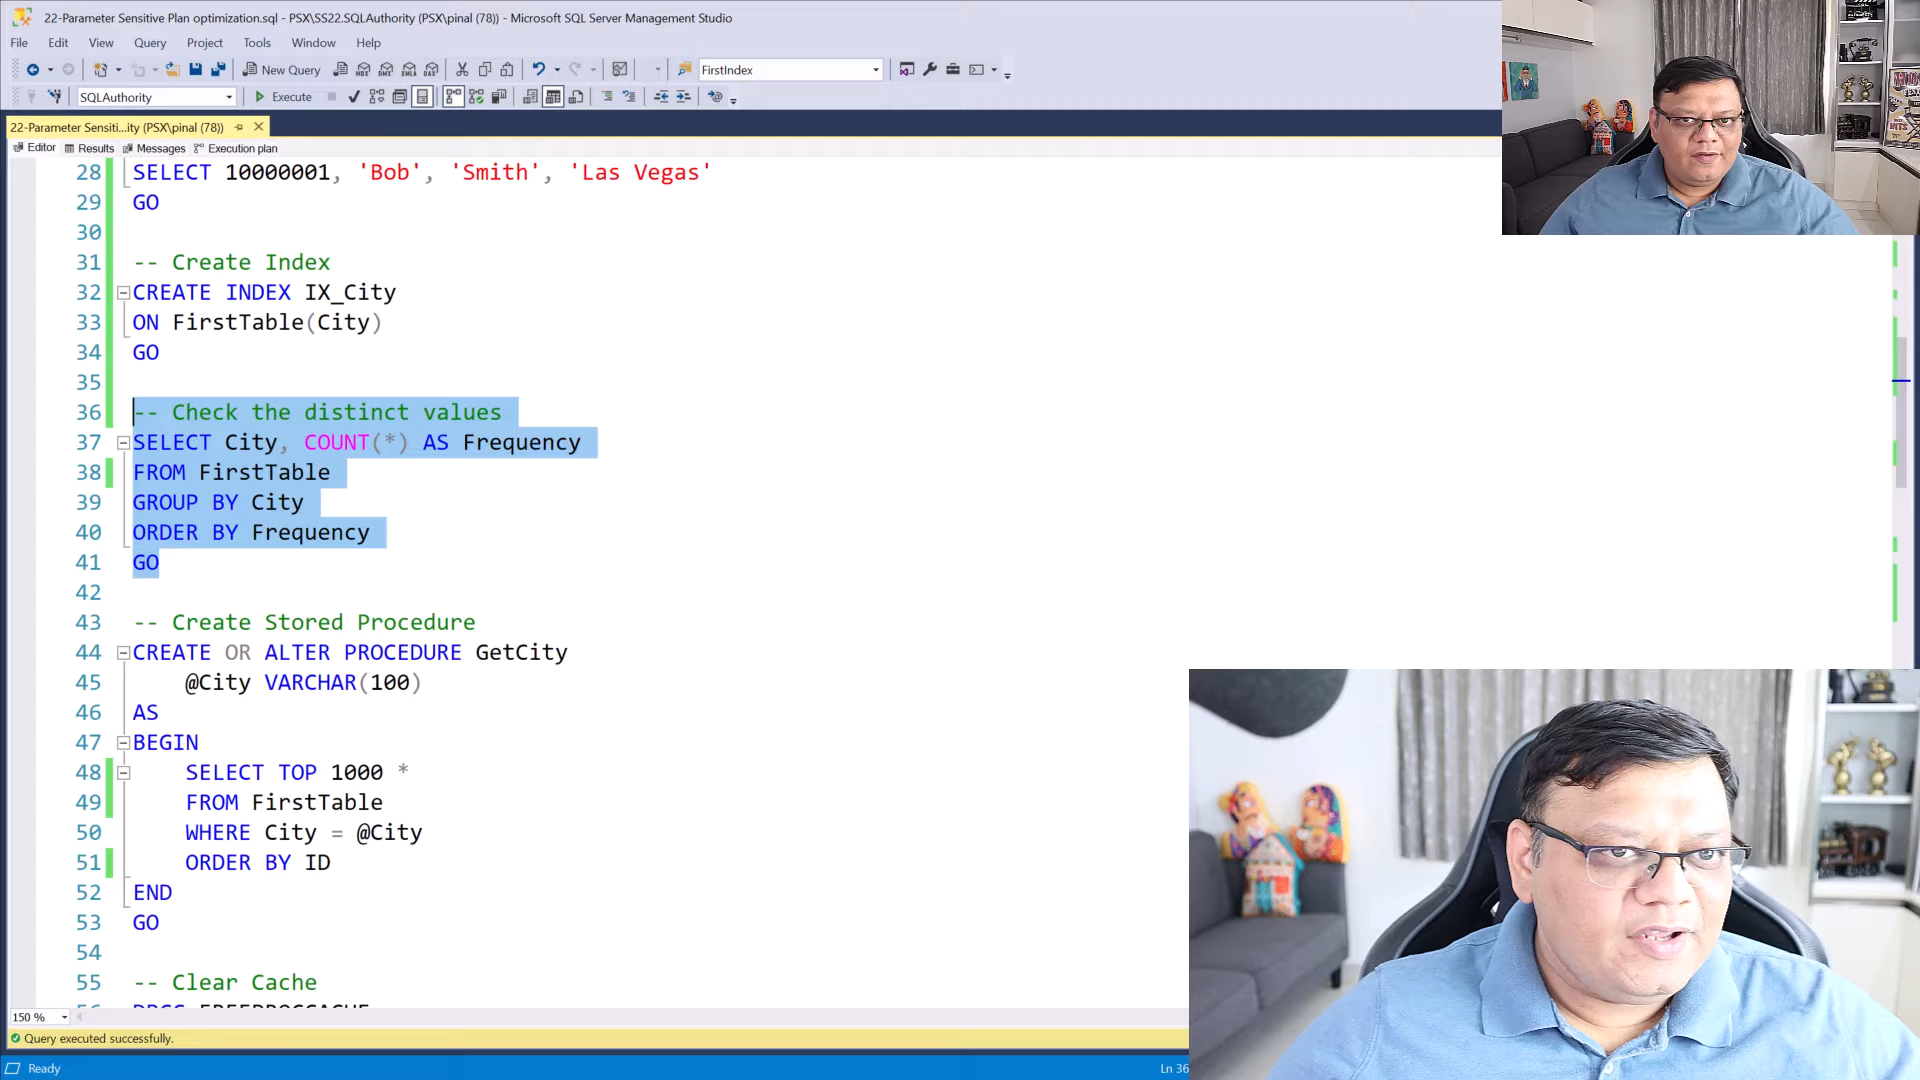 22-Parameter Sensitive Plan optimization.sql - PSX\SS22.SQLAuthority (PSX\pinal (78)) - Microsoft SQL Server Management Studio
File Edit View Query Project Tools Window Help
New Query FirstIndex
SQLAuthority Execute
22-Parameter Sensiti...ity (PSX\pinal (78))
Editor Results Messages Execution plan
28 SELECT 10000001, 'Bob', 'Smith', 'Las Vegas'
29 GO
30
31 -- Create Index
32 CREATE INDEX IX_City
33 ON FirstTable(City)
34 GO
35
36 -- Check the distinct values
37 SELECT City, COUNT(*) AS Frequency
38 FROM FirstTable
39 GROUP BY City
40 ORDER BY Frequency
41 GO
42
43 -- Create Stored Procedure
44 CREATE OR ALTER PROCEDURE GetCity
45 @City VARCHAR(100)
46 AS
47 BEGIN
48 SELECT TOP 1000 *
49 FROM FirstTable
50 WHERE City = @City
51 ORDER BY ID
52 END
53 GO
54
55 -- Clear Cache
150 %
Query executed successfully.
Ready Ln 36